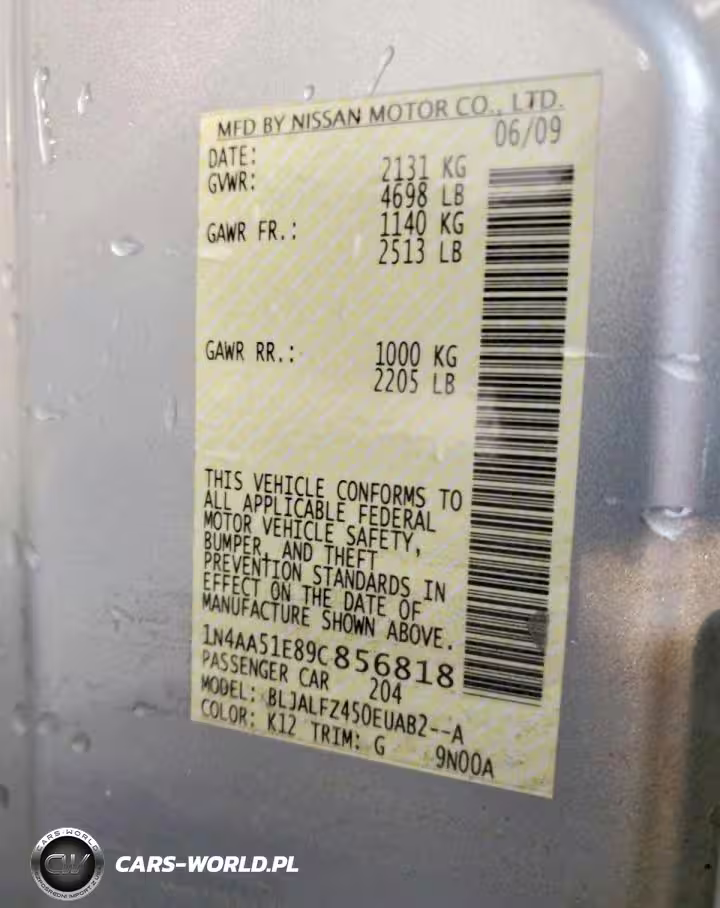 MFD BY NISSAN MOTOR CO., LTD.
DATE: 06/09
GVWR: 2131 KG
4698 LB
GAWR FR.: 1140 KG
2513 LB
GAWR RR.: 1000 KG
2205 LB
THIS VEHICLE CONFORMS TO
ALL APPLICABLE FEDERAL
MOTOR VEHICLE SAFETY,
BUMPER, AND THEFT
PREVENTION STANDARDS IN
EFFECT ON THE DATE OF
MANUFACTURE SHOWN ABOVE.
1N4AA51E89C856818
PASSENGER CAR 204
MODEL: BLJALFZ450EUAB2--A
COLOR: K12 TRIM: G 9N00A
CARS-WORLD
CW
CARS-WORLD.PL